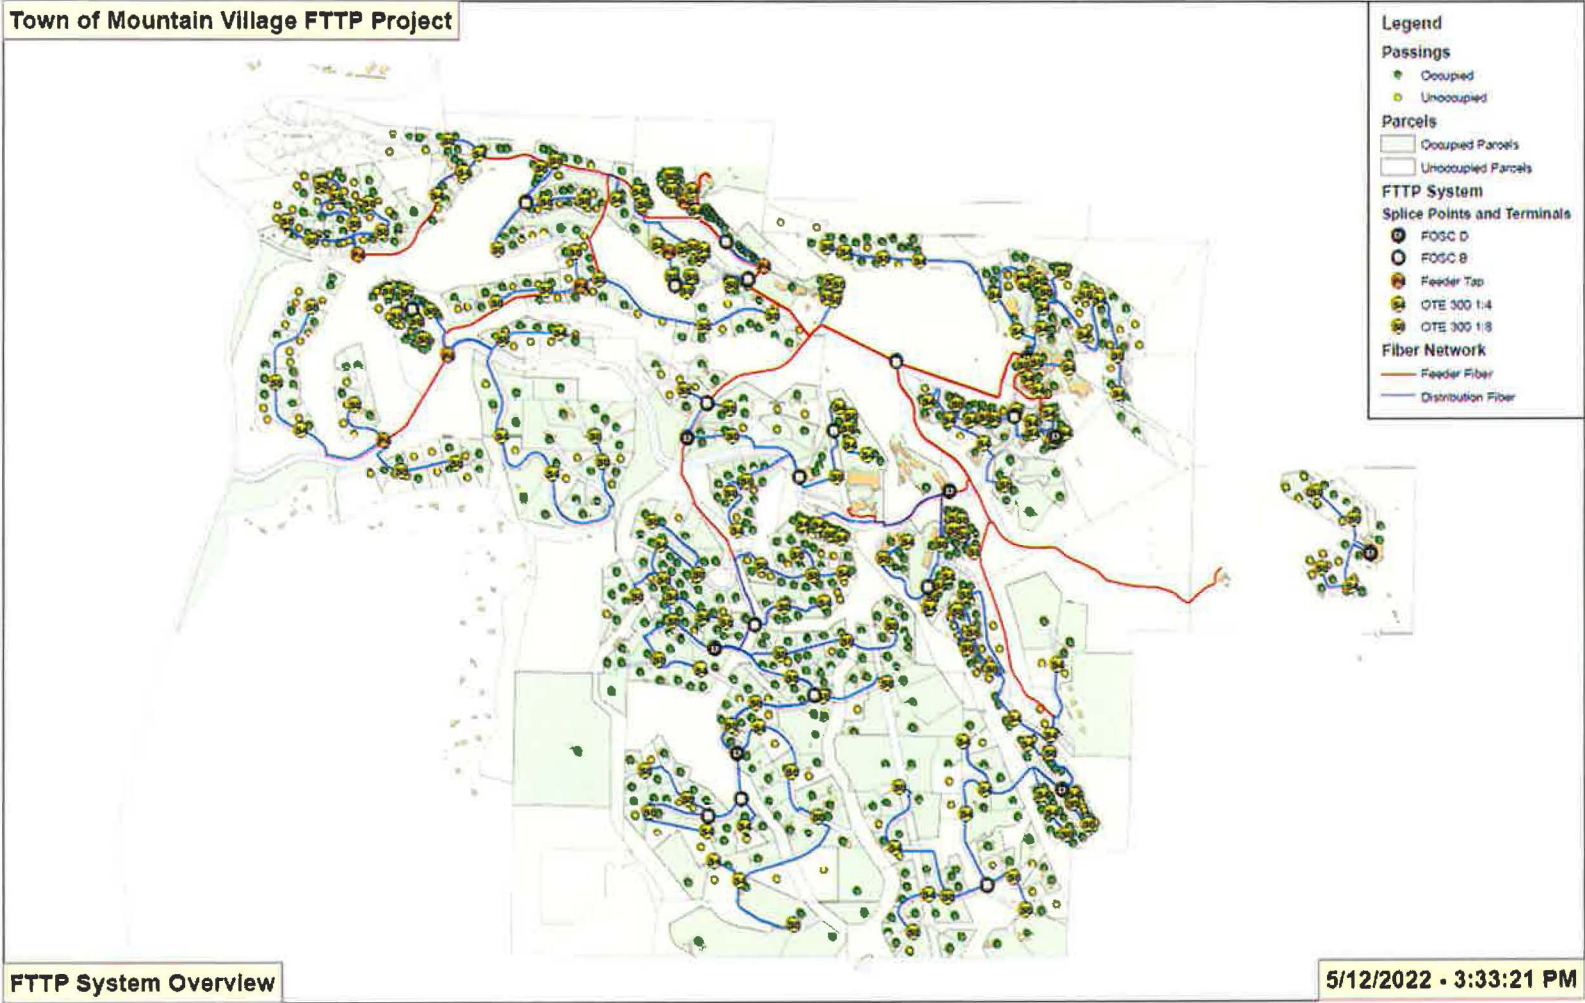 Town of Mountain Village FTTP Project
Legend
Passings
Occupied
Unoccupied
Parcels
Occupied Parcels
Unoccupied Parcels
FTTP System
Splice Points and Terminals
FOSC D
FOSC B
Feeder Tap
OTE 300 1:4
OTE 300 1:8
Fiber Network
Feeder Fiber
Distribution Fiber
FTTP System Overview
5/12/2022 - 3:33:21 PM